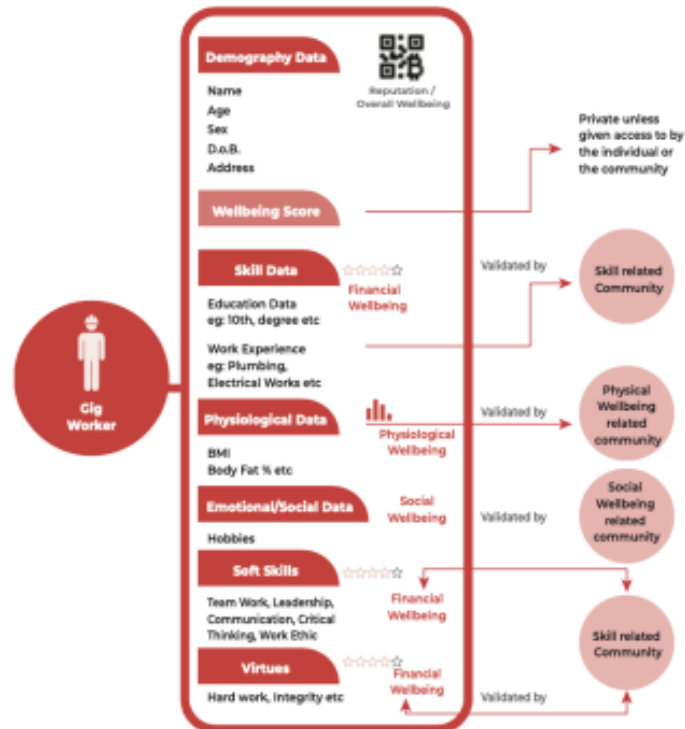 Demography Data
Reputation /
Overall Wellbeing
Name
Age
Sex
D.o.B.
Address
Private unless
given access to by
the individual or
the community
Wellbeing Score
Skill Data
Financial
Wellbeing
Validated by
Skill related
Community
Education Data
eg: 10th, degree etc
Work Experience
eg: Plumbing,
Electrical Works etc
Gig
Worker
Physiological Data
Physiological
Wellbeing
Validated by
Physical
Wellbeing
related
community
BMI
Body Fat % etc
Emotional/Social Data
Social
Wellbeing
Validated by
Social
Wellbeing
related
community
Hobbies
Soft Skills
Financial
Wellbeing
Team Work, Leadership,
Communication, Critical
Thinking, Work Ethic
Skill related
Community
Virtues
Financial
Wellbeing
Hard work, Integrity etc
Validated by